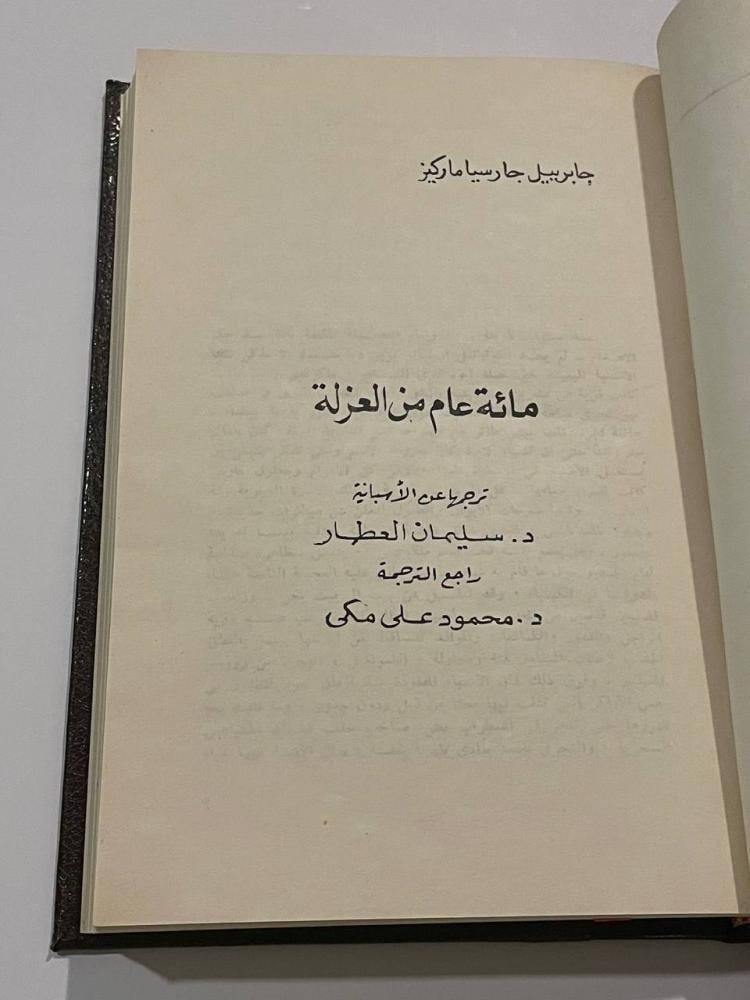 جابرييل جارسيا ماركيز
مائة عام من العزلة
ترجمها عن الأسبانية
د. سليمان العطار
راجع الترجمة
د. محمود على مكى